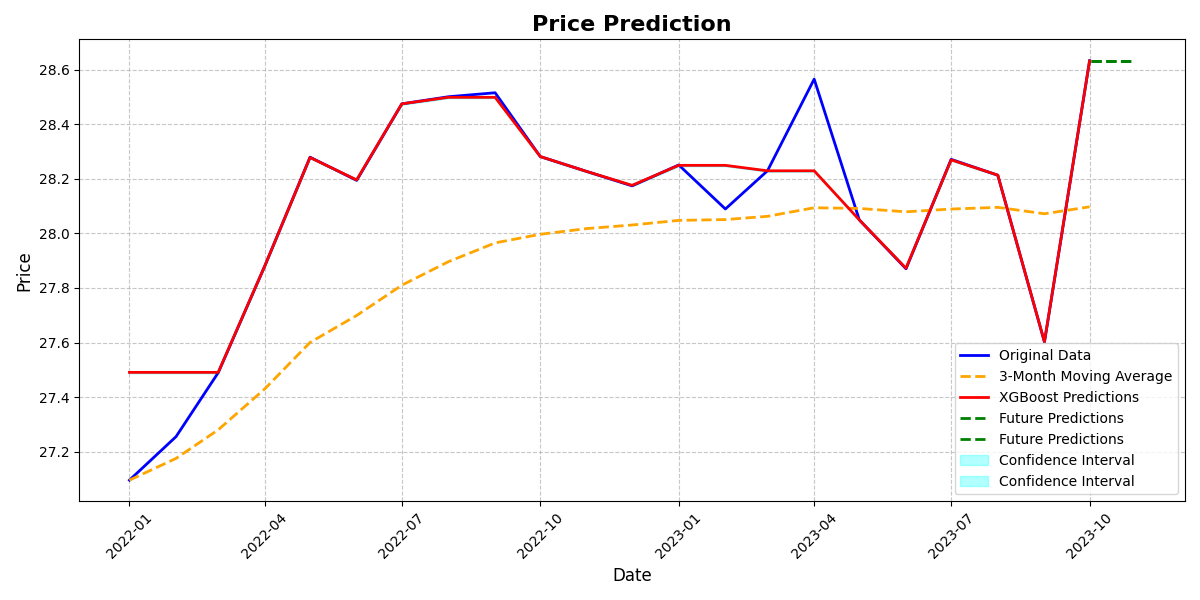 Price Prediction
Price
28.6
28.4
28.2
28.0
27.8
27.6
27.4
27.2
Original Data
3-Month Moving Average
XGBoost Predictions
Future Predictions
Future Predictions
Confidence Interval
Confidence Interval
2022-01
2022-04
2022-07
2022-10
2023-01
2023-04
2023-07
2023-10
Date